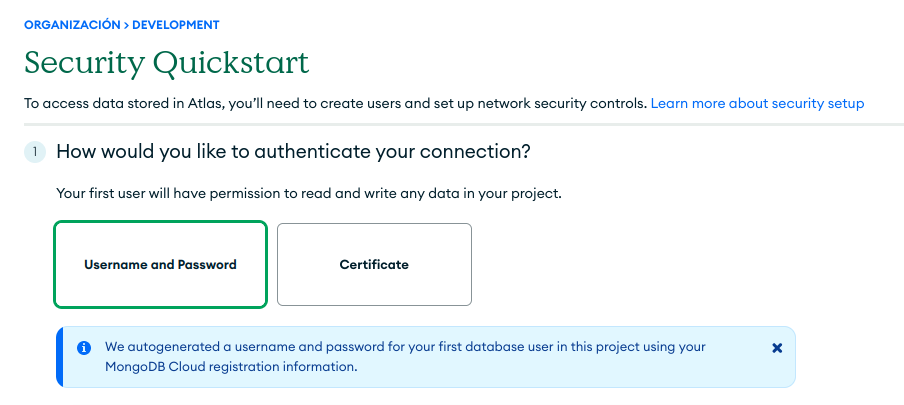 ORGANIZACIÓN > DEVELOPMENT
Security Quickstart
To access data stored in Atlas, you'll need to create users and set up network security controls. Learn more about security setup
1 How would you like to authenticate your connection?
Your first user will have permission to read and write any data in your project.
Username and Password
Certificate
We autogenerated a username and password for your first database user in this project using your
MongoDB Cloud registration information.